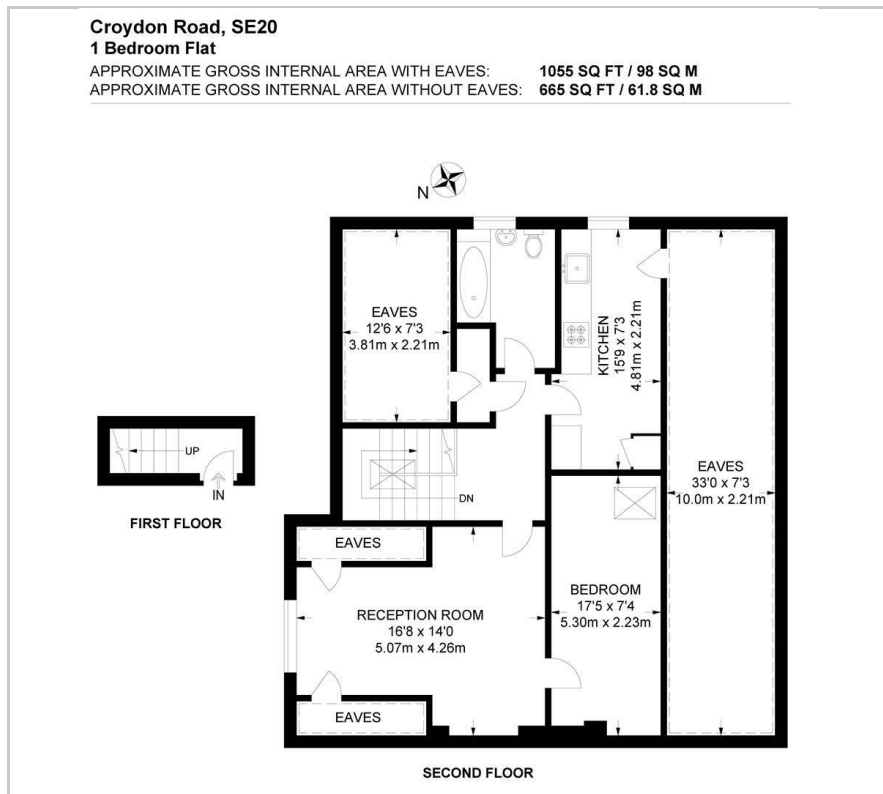 Croydon Road, SE20
1 Bedroom Flat
APPROXIMATE GROSS INTERNAL AREA WITH EAVES: 1055 SQ FT / 98 SQ M
APPROXIMATE GROSS INTERNAL AREA WITHOUT EAVES: 665 SQ FT / 61.8 SQ M
N
EAVES
12'6 x 7'3
3.81m x 2.21m
KITCHEN
15'9 x 7'3
4.81m x 2.21m
EAVES
33'0 x 7'3
10.0m x 2.21m
UP
IN
FIRST FLOOR
DN
EAVES
RECEPTION ROOM
16'8 x 14'0
5.07m x 4.26m
BEDROOM
17'5 x 7'4
5.30m x 2.23m
EAVES
SECOND FLOOR